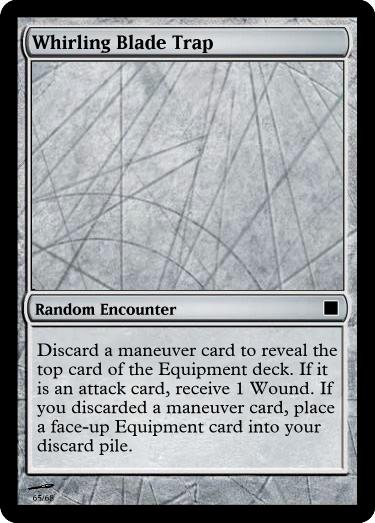 Whirling Blade Trap
Random Encounter
Discard a maneuver card to reveal the
top card of the Equipment deck. If it
is an attack card, receive 1 Wound. If
you discarded a maneuver card, place
a face-up Equipment card into your
discard pile.
65/68